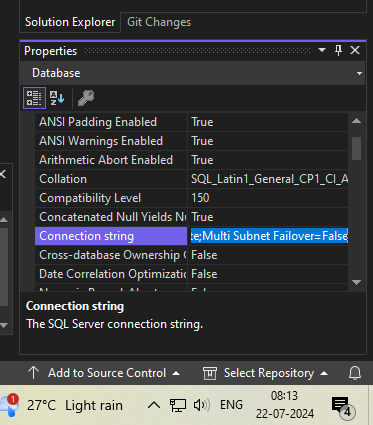 Solution Explorer Git Changes
Properties
Database
ANSI Padding Enabled True
ANSI Warnings Enabled True
Arithmetic Abort Enabled True
Collation SQL_Latin1_General_CP1_CI_A
Compatibility Level 150
Concatenated Null Yields N True
Connection string te;Multi Subnet Failover=False
Cross-database Ownership C False
Date Correlation Optimizatio False
Connection string
The SQL Server connection string.
Add to Source Control Select Repository
1 27°C Light rain ENG 08:13
22-07-2024 4